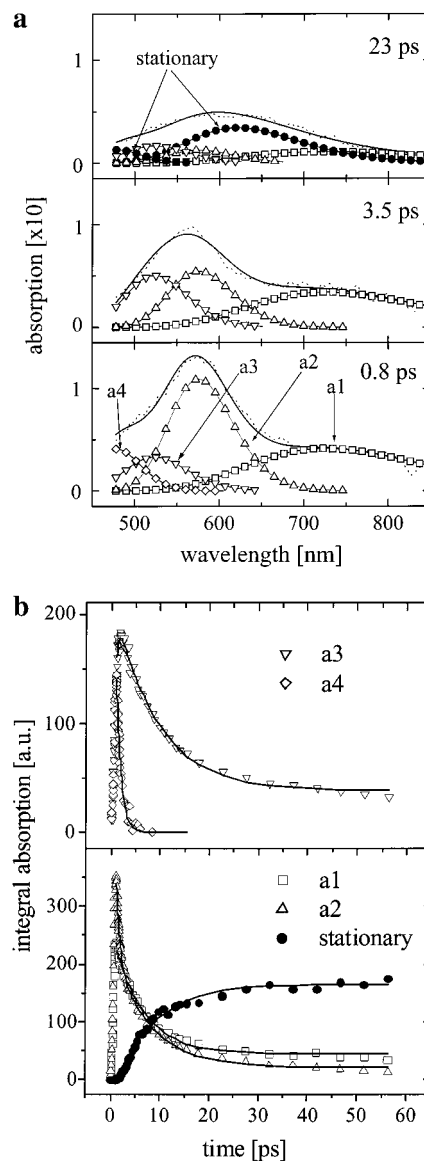 a
23 ps
stationary
1
0
3.5 ps
1
0
0.8 ps
a4
a3
a2
a1
1
0
absorption [x10]
500 600 700 800
wavelength [nm]
b
200
100
0
a3
a4
300
200
100
0
a1
a2
stationary
integral absorption [a.u.]
0 10 20 30 40 50 60
time [ps]